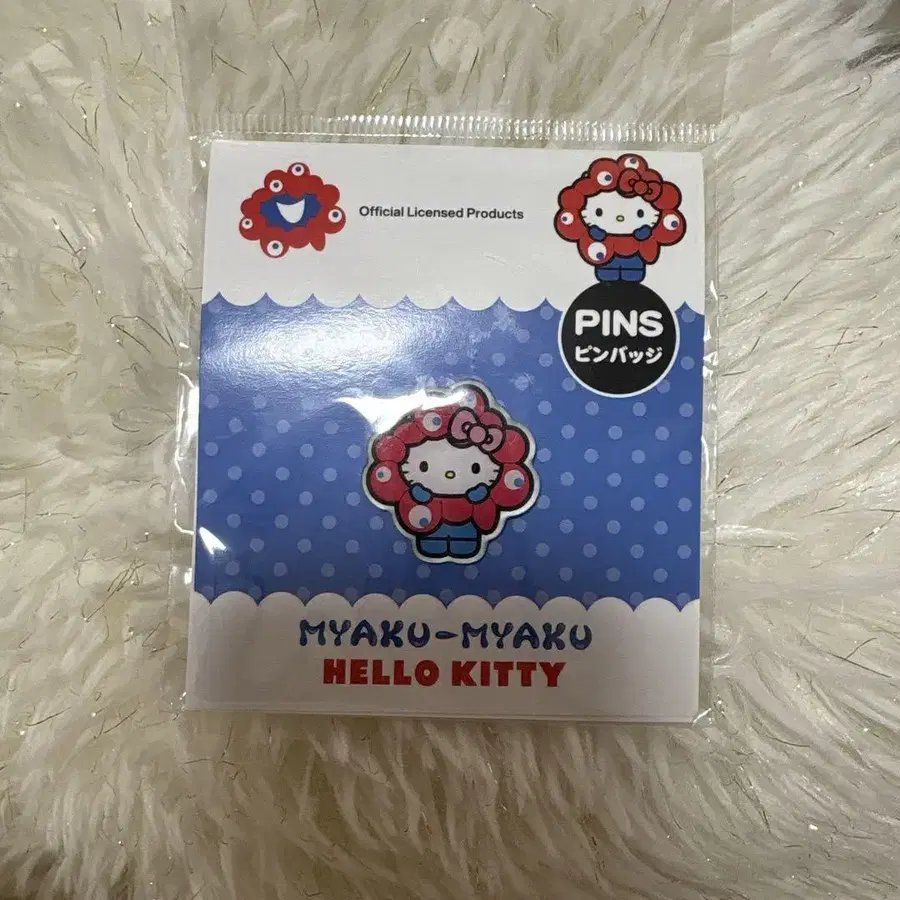 Official Licensed Products
PINS
ピンバッジ
MYAKU-MYAKU
HELLO KITTY